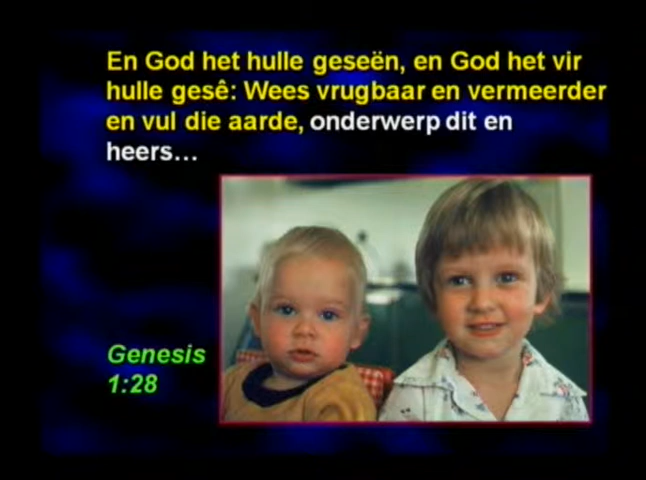 En God het hulle geseën, en God het vir
hulle gesê: Wees vrugbaar en vermeerder
en vul die aarde, onderwerp dit en
heers…
Genesis
1:28